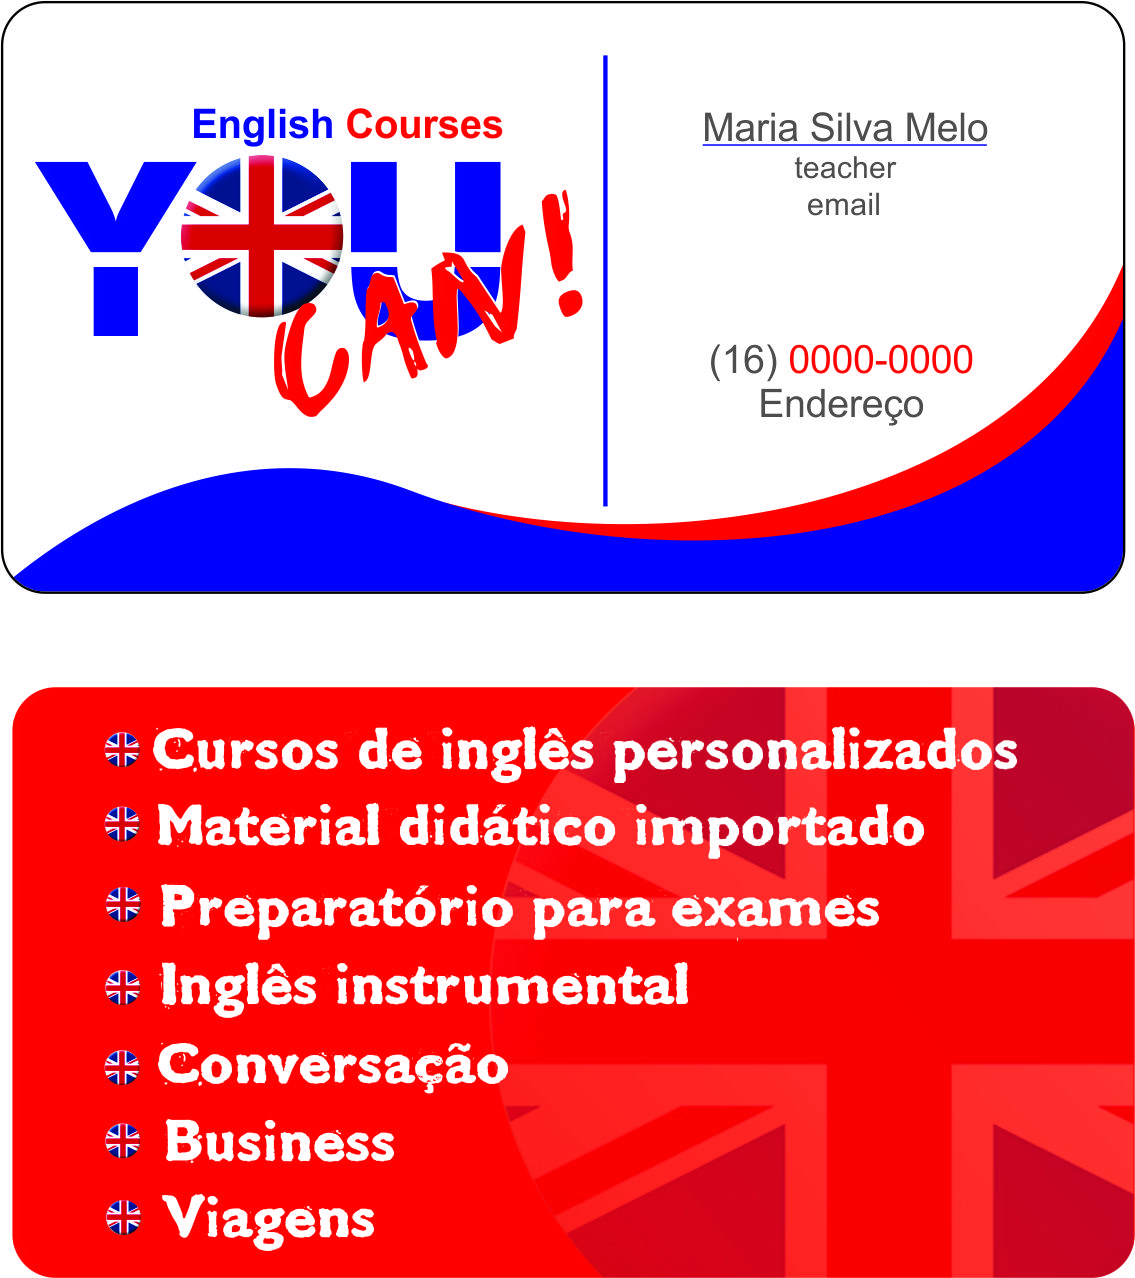 English Courses
YOU
CAN!
Maria Silva Melo
teacher
email
(16) 0000-0000
Endereço
Cursos de inglês personalizados
Material didático importado
Preparatório para exames
Inglês instrumental
Conversação
Business
Viagens